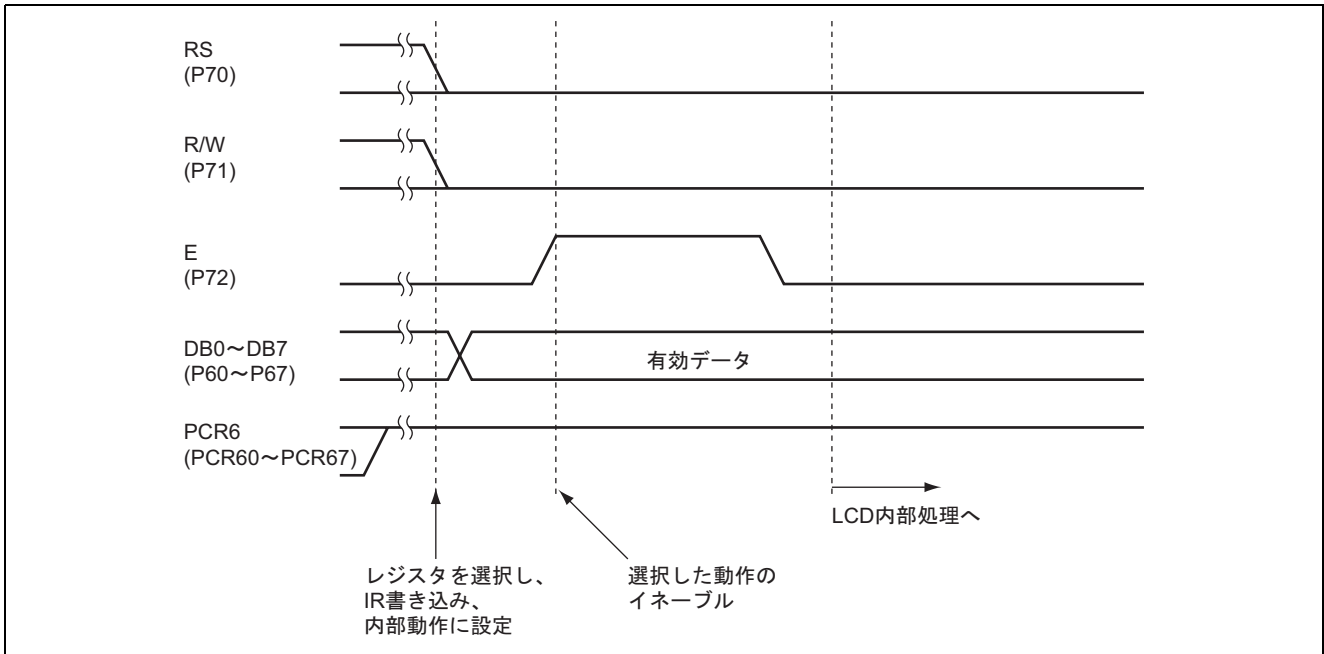 RS
(P70)
R/W
(P71)
E
(P72)
DB0～DB7
(P60～P67)
有効データ
PCR6
(PCR60～PCR67)
LCD内部処理へ
レジスタを選択し、
IR書き込み、
内部動作に設定
選択した動作の
イネーブル